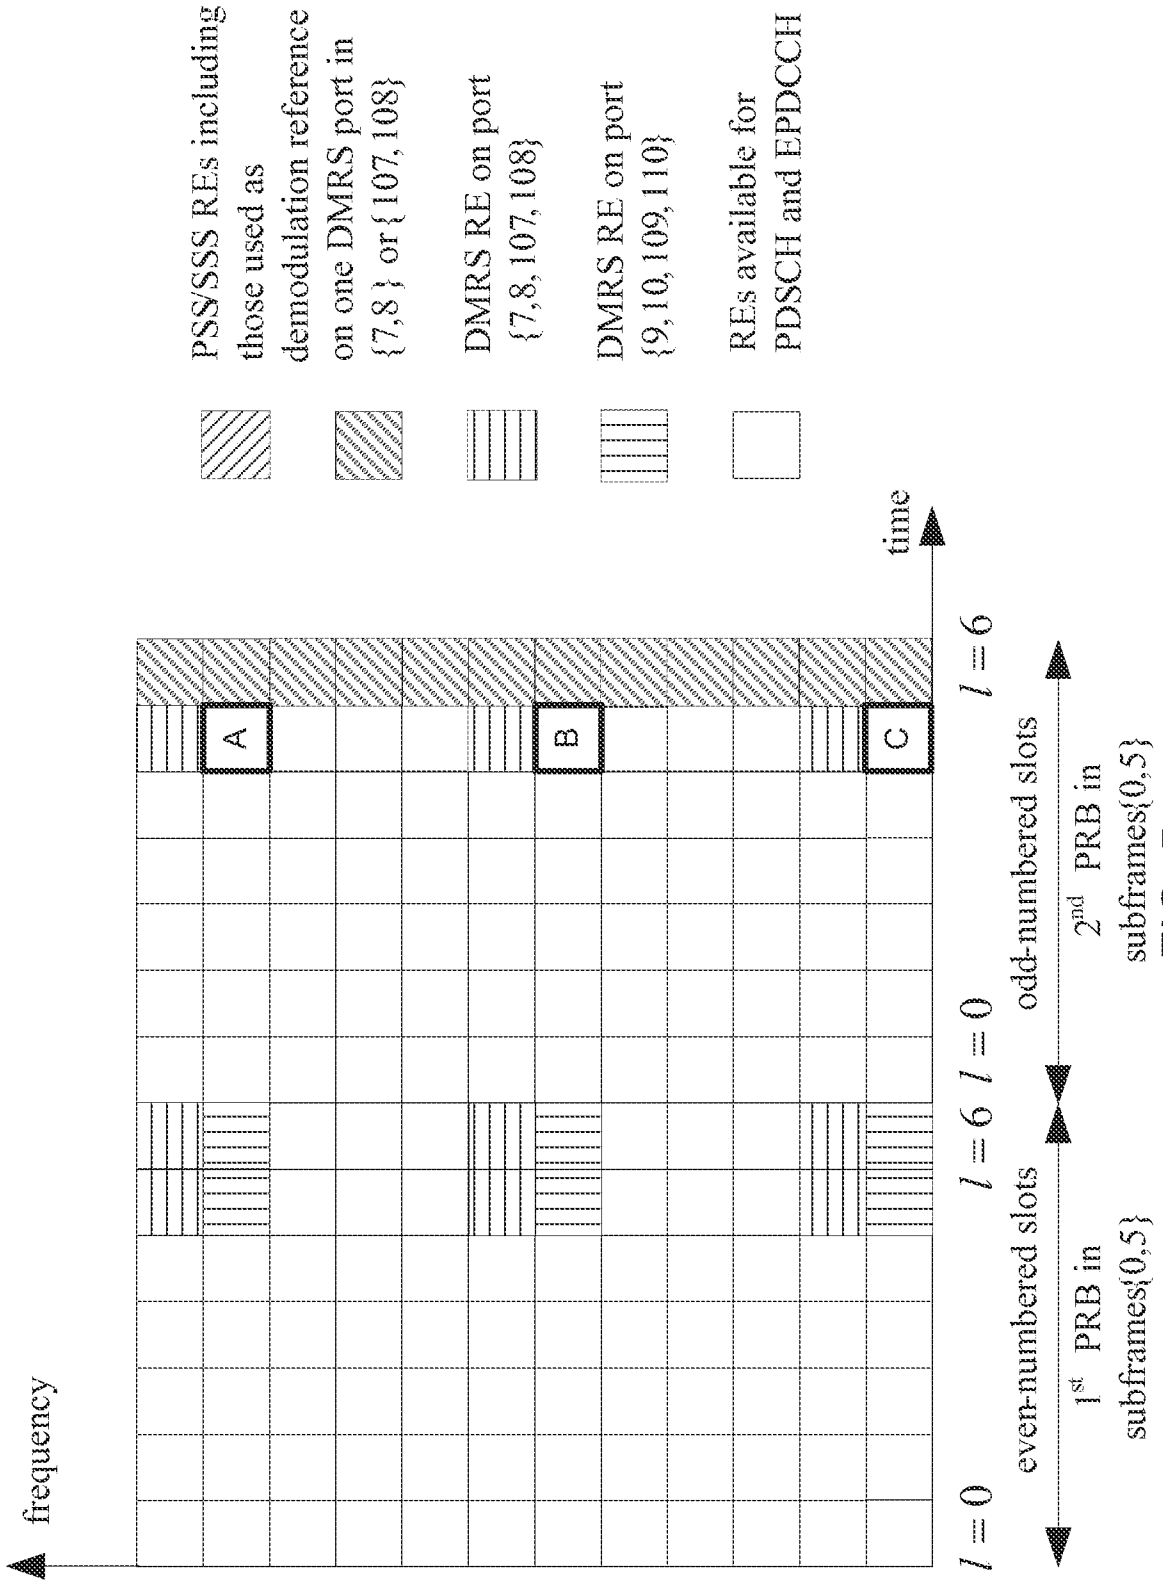 frequency
time
A
B
C
l = 0
l = 6
l = 0
l = 6
even-numbered slots
odd-numbered slots
1st PRB in
subframes{0,5}
2nd PRB in
subframes{0,5}
PSS/SSS REs including
those used as
demodulation reference
on one DMRS port in
{7,8 } or{107,108}
DMRS RE on port
{7,8,107,108}
DMRS RE on port
{9,10,109,110}
REs available for
PDSCH and EPDCCH